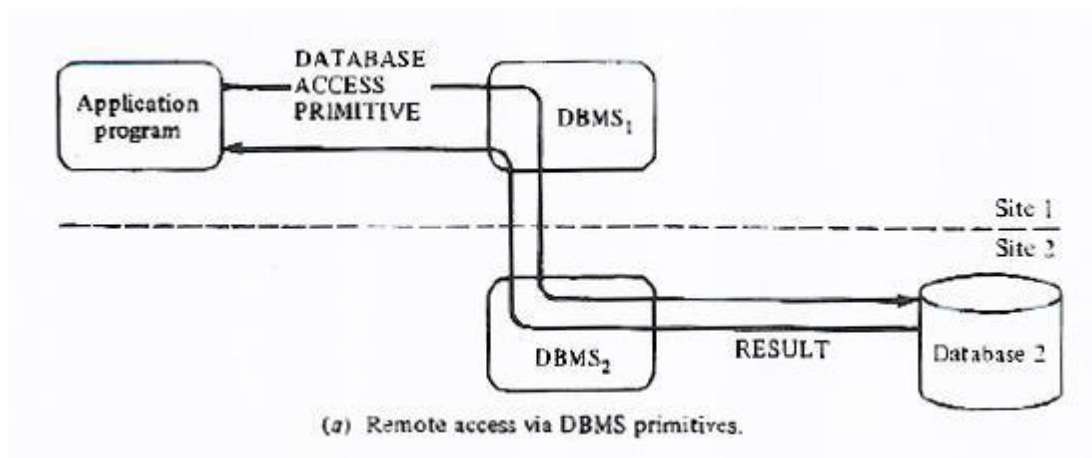 DATABASE
ACCESS
PRIMITIVE
Application
program
DBMS₁
Site 1
Site 2
DBMS₂
RESULT
Database 2
(a) Remote access via DBMS primitives.